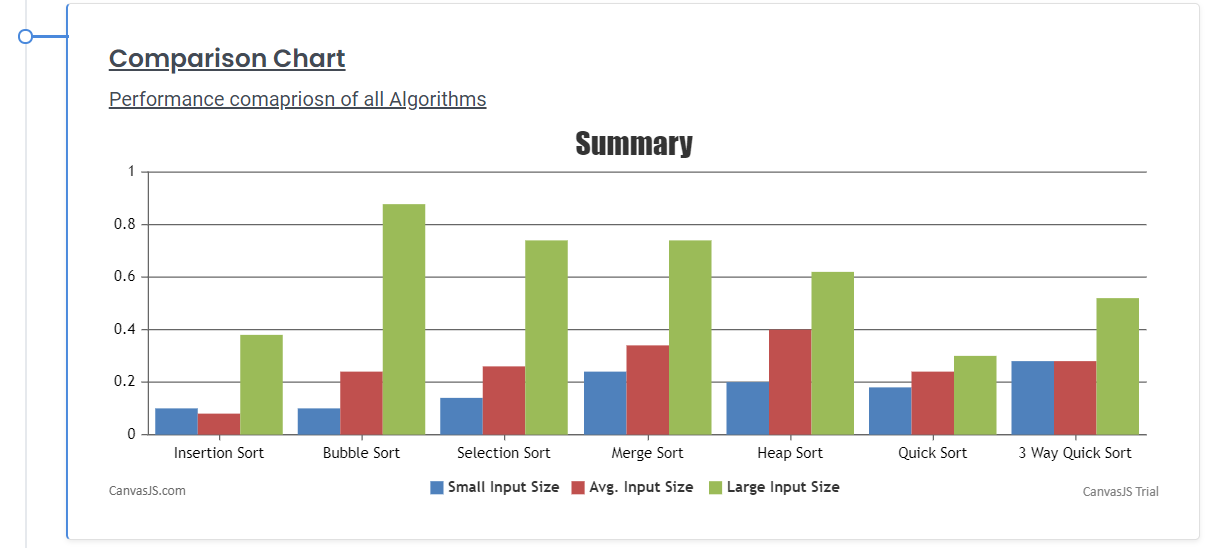 Comparison Chart
Performance comapriosn of all Algorithms
Summary
1
0.8
0.6
0.4
0.2
0
Insertion Sort Bubble Sort Selection Sort Merge Sort Heap Sort Quick Sort 3 Way Quick Sort
Small Input Size Avg. Input Size Large Input Size
CanvasJS.com CanvasJS Trial